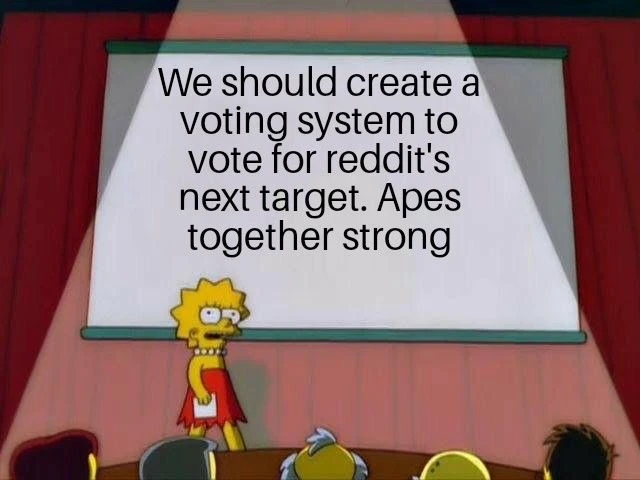 We should create a
voting system to
vote for reddit's
next target. Apes
together strong